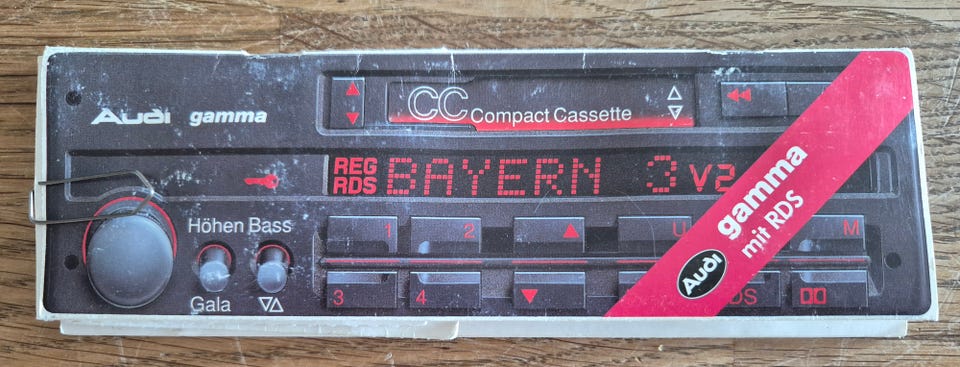 Audi gamma
CC Compact Cassette
REG
RDS
BAYERN 3 V2
Höhen Bass
Gala
1
2
U
M
3
4
DS
Audi gamma
mit RDS